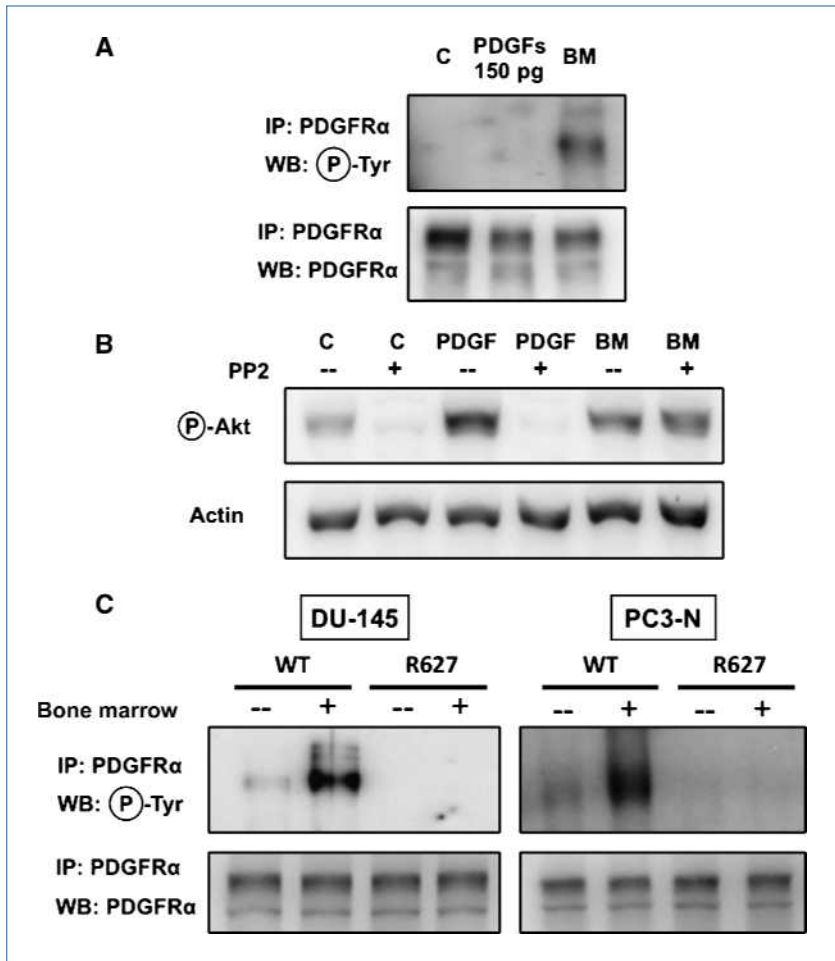 A
C PDGFs BM
150 pg
IP: PDGFRα
WB: Ⓟ-Tyr
IP: PDGFRα
WB: PDGFRα
B
C C PDGF PDGF BM BM
PP2 -- + -- + -- +
Ⓟ-Akt
Actin
C
DU-145 PC3-N
WT R627 WT R627
Bone marrow -- + -- + -- + -- +
IP: PDGFRα
WB: Ⓟ-Tyr
IP: PDGFRα
WB: PDGFRα